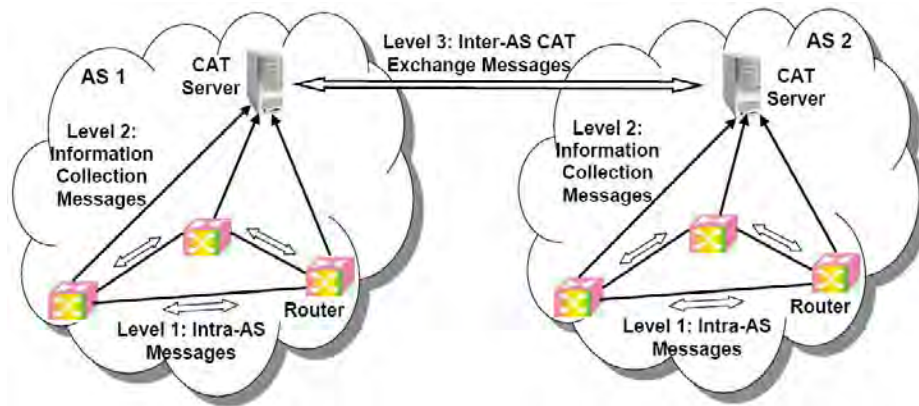 AS 1
CAT
Server
Level 2:
Information
Collection
Messages
Router
Level 1: Intra-AS
Messages
Level 3: Inter-AS CAT
Exchange Messages
AS 2
CAT
Server
Level 2:
Information
Collection
Messages
Router
Level 1: Intra-AS
Messages